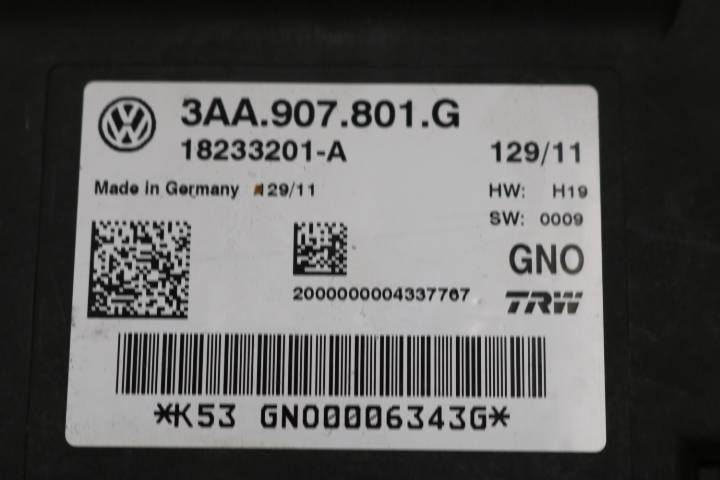 3AA.907.801.G
18233201-A 129/11
Made in Germany 129/11 HW: H19
SW: 0009
GNO
2000000004337767 TRW
*K53 GNO00006343G*